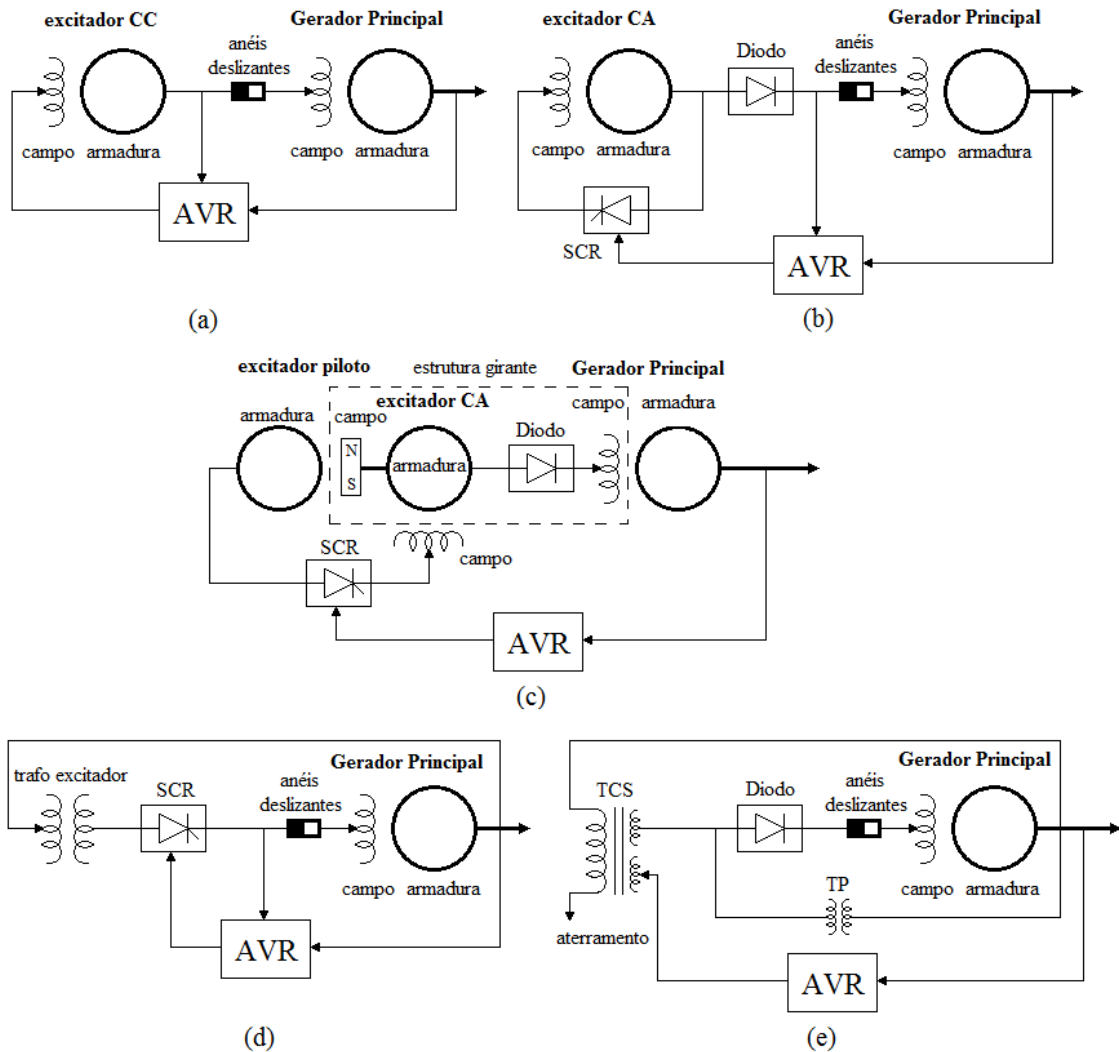 excitador CC
Gerador Principal
anéis
deslizantes
campo armadura
campo armadura
AVR
(a)
excitador CA
Gerador Principal
Diodo
anéis
deslizantes
campo armadura
campo armadura
SCR
AVR
(b)
excitador piloto
estrutura girante
Gerador Principal
armadura
campo
excitador CA
campo
armadura
Diodo
N
S
armadura
SCR
campo
AVR
(c)
Gerador Principal
trafo excitador
SCR
anéis
deslizantes
campo armadura
AVR
(d)
Gerador Principal
TCS
Diodo
anéis
deslizantes
TP
campo armadura
aterramento
AVR
(e)